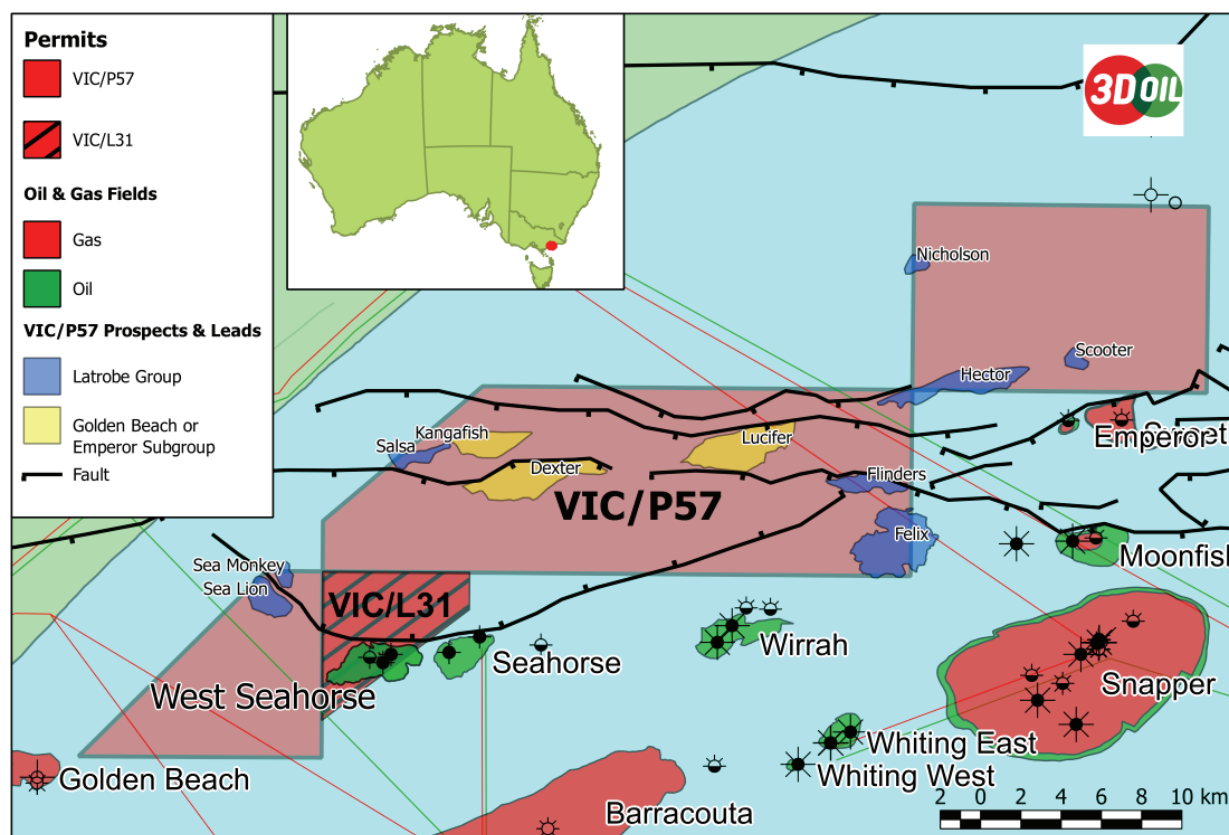 Permits
VIC/P57
VIC/L31
Oil & Gas Fields
Gas
Oil
VIC/P57 Prospects & Leads
Latrobe Group
Golden Beach or
Emperor Subgroup
Fault
3D OIL
Nicholson
Scooter
Hector
Emperor
Kangafish
Salsa
Lucifer
Dexter
Flinders
VIC/P57
Felix
Moonfish
Sea Monkey
Sea Lion
VIC/L31
Seahorse
Wirrah
West Seahorse
Snapper
Golden Beach
Whiting East
Whiting West
Barracouta
2 0 2 4 6 8 10 km